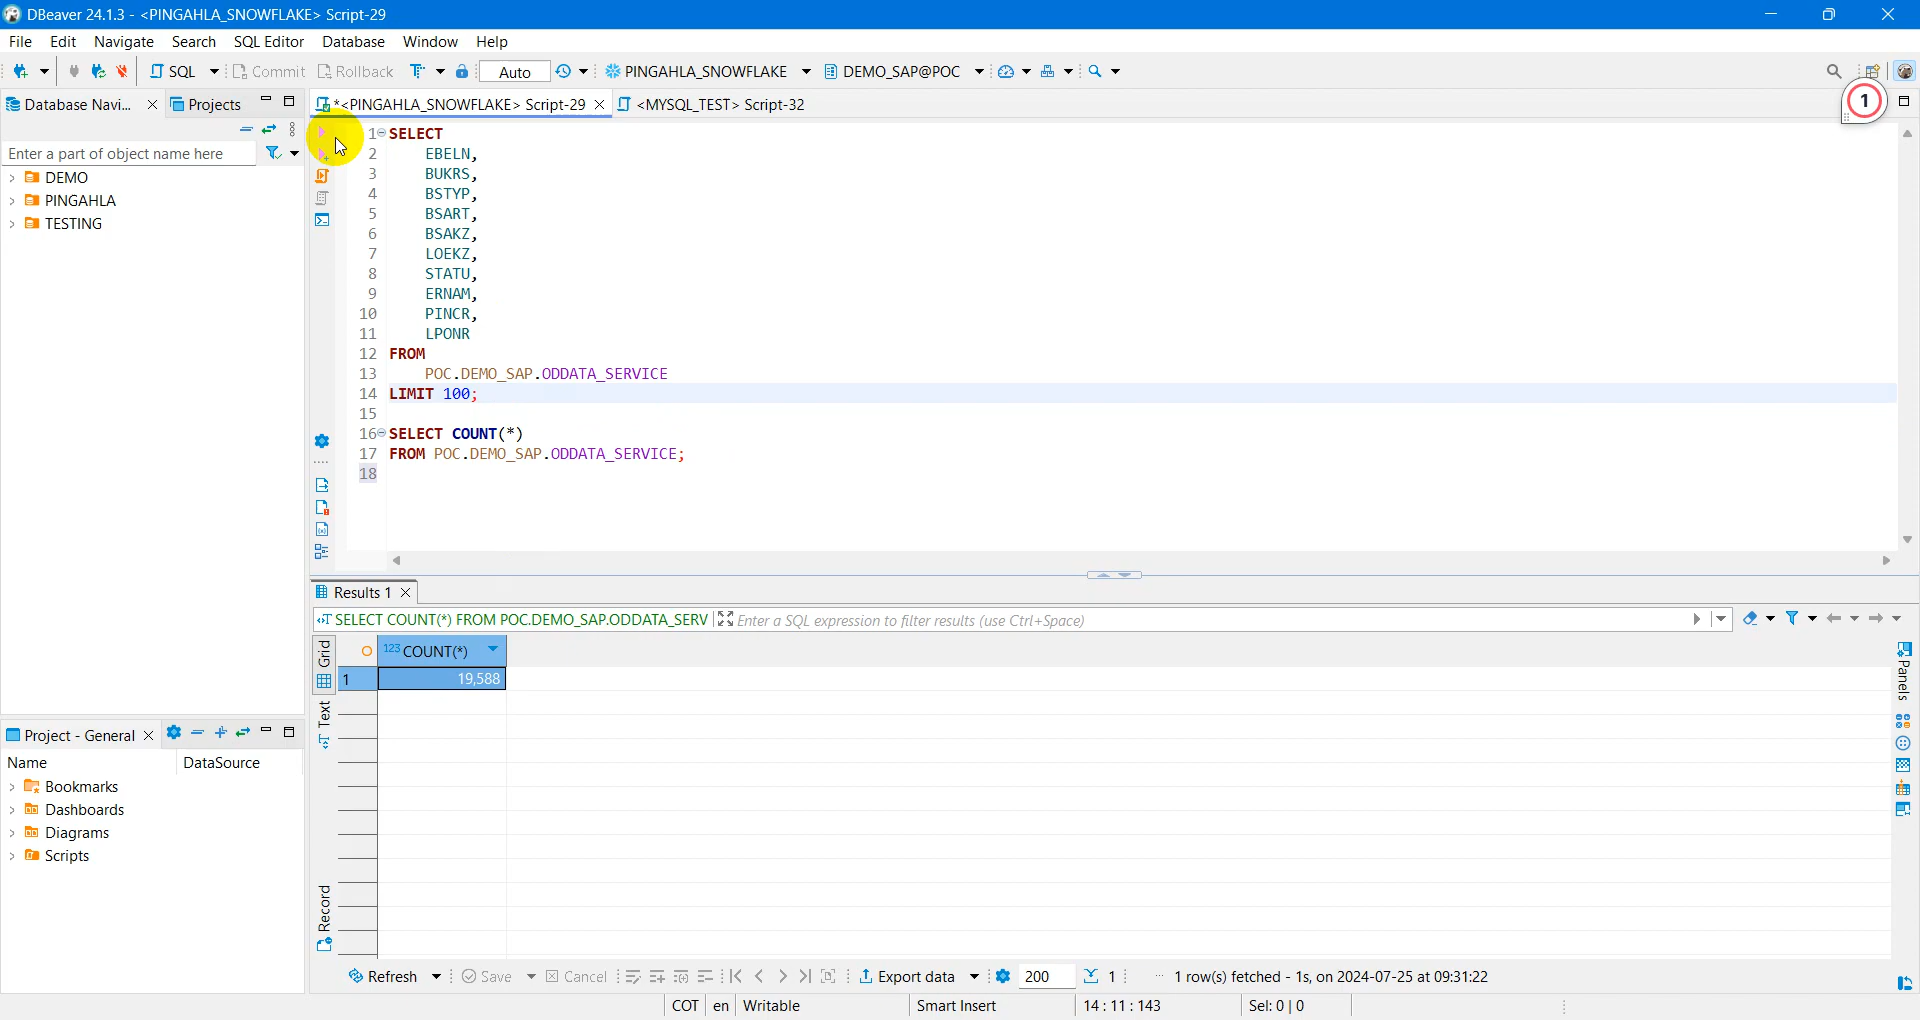 DBeaver 24.1.3 - <PINGAHLA_SNOWFLAKE> Script-29
File Edit Navigate Search SQL Editor Database Window Help
SQL Commit Rollback Auto PINGAHLA_SNOWFLAKE DEMO_SAP@POC
Database Navi... Projects *<PINGAHLA_SNOWFLAKE> Script-29 <MYSQL_TEST> Script-32
1
Enter a part of object name here
DEMO
PINGAHLA
TESTING
1 SELECT
2 EBELN,
3 BUKRS,
4 BSTYP,
5 BSART,
6 BSAKZ,
7 LOEKZ,
8 STATU,
9 ERNAM,
10 PINCR,
11 LPONR
12 FROM
13 POC.DEMO_SAP.ODDATA_SERVICE
14 LIMIT 100;
15
16 SELECT COUNT(*)
17 FROM POC.DEMO_SAP.ODDATA_SERVICE;
18
Results 1
SELECT COUNT(*) FROM POC.DEMO_SAP.ODDATA_SERV Enter a SQL expression to filter results (use Ctrl+Space)
Grid
Text
Record
123 COUNT(*)
1 19,588
Panels
Project - General
Name DataSource
Bookmarks
Dashboards
Diagrams
Scripts
Refresh Save Cancel Export data 200 1 1 row(s) fetched - 1s, on 2024-07-25 at 09:31:22
COT en Writable Smart Insert 14 : 11 : 143 Sel: 0 | 0